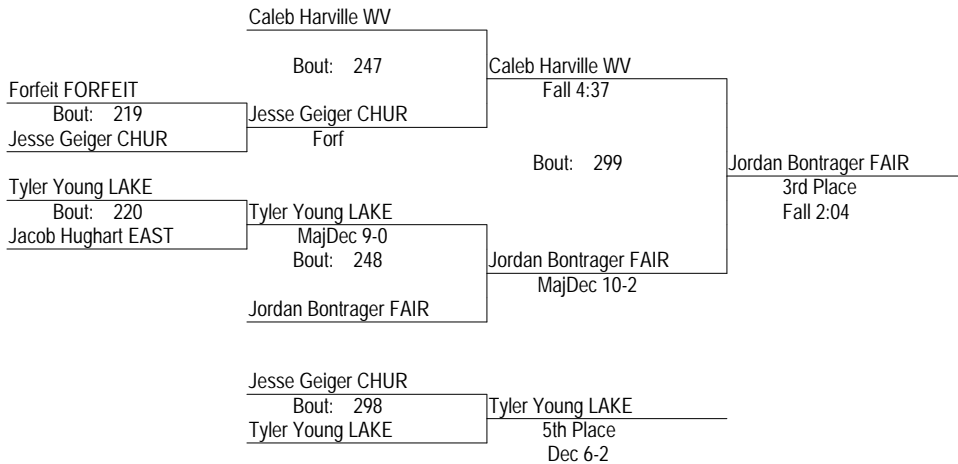 Caleb Harville WV
Bout: 247
Caleb Harville WV
Forfeit FORFEIT
Fall 4:37
Bout: 219
Jesse Geiger CHUR
Jesse Geiger CHUR
Forf
Bout: 299
Jordan Bontrager FAIR
Tyler Young LAKE
3rd Place
Bout: 220
Tyler Young LAKE
Fall 2:04
Jacob Hughart EAST
MajDec 9-0
Bout: 248
Jordan Bontrager FAIR
MajDec 10-2
Jordan Bontrager FAIR
Jesse Geiger CHUR
Bout: 298
Tyler Young LAKE
Tyler Young LAKE
5th Place
Dec 6-2